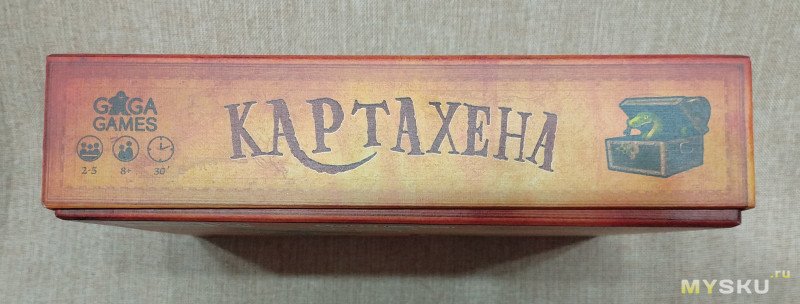 GAGA
GAMES
2-5 8+ 30'
КАРТАХЕНА
MYSKU.ru